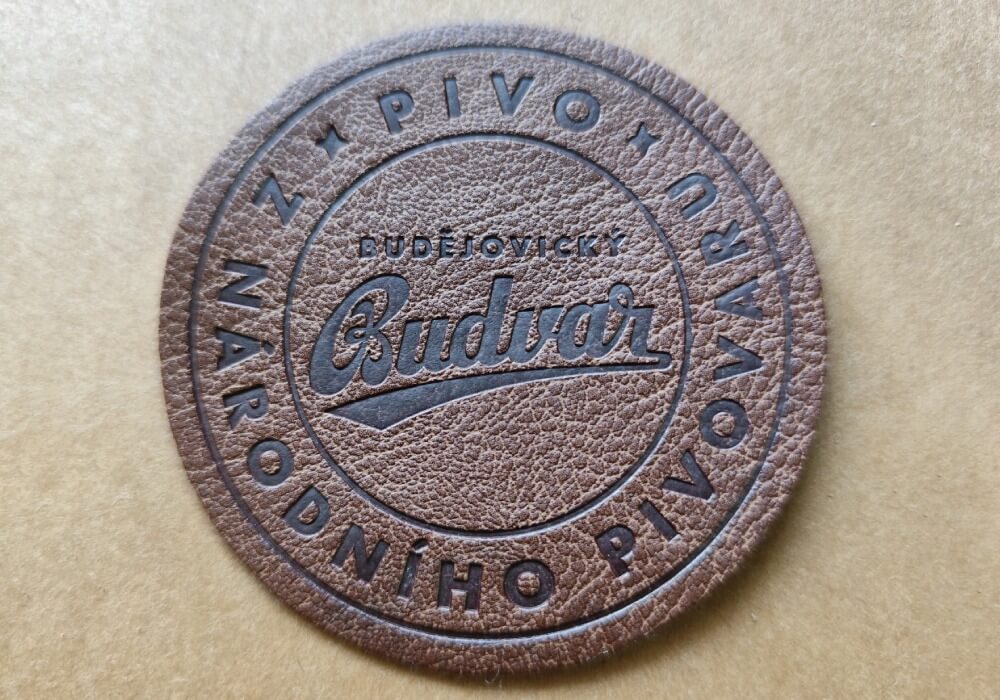 ★ PIVO ★
Z NÁRODNÍHO PIVOVARU
BUDĚJOVICKÝ
Budvar